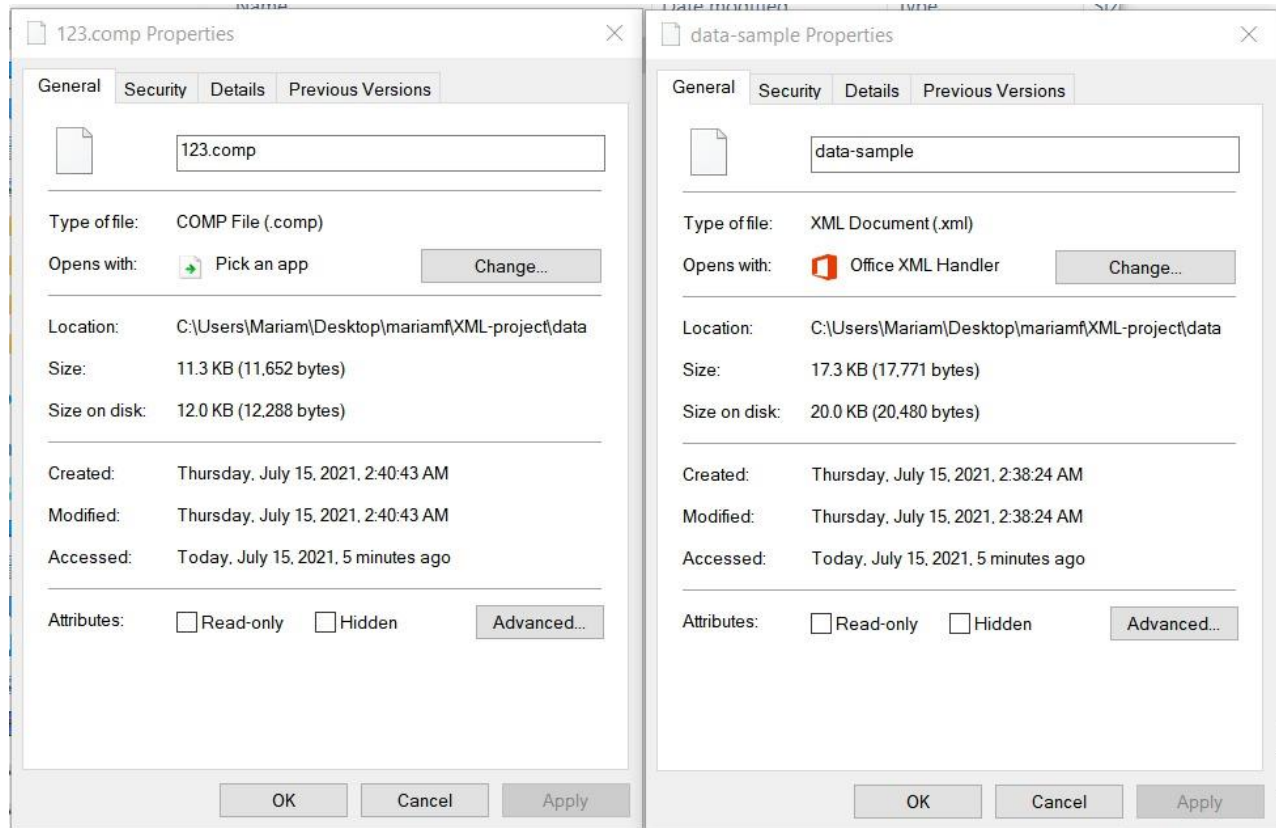 Name
Date modified
Type
123.comp Properties
General Security Details Previous Versions
123.comp
Type of file: COMP File (.comp)
Opens with: Pick an app Change...
Location: C:\Users\Mariam\Desktop\mariamf\XML-project\data
Size: 11.3 KB (11,652 bytes)
Size on disk: 12.0 KB (12,288 bytes)
Created: Thursday, July 15, 2021, 2:40:43 AM
Modified: Thursday, July 15, 2021, 2:40:43 AM
Accessed: Today, July 15, 2021, 5 minutes ago
Attributes: Read-only Hidden Advanced...
OK Cancel Apply
data-sample Properties
General Security Details Previous Versions
data-sample
Type of file: XML Document (.xml)
Opens with: Office XML Handler Change...
Location: C:\Users\Mariam\Desktop\mariamf\XML-project\data
Size: 17.3 KB (17,771 bytes)
Size on disk: 20.0 KB (20,480 bytes)
Created: Thursday, July 15, 2021, 2:38:24 AM
Modified: Thursday, July 15, 2021, 2:38:24 AM
Accessed: Today, July 15, 2021, 5 minutes ago
Attributes: Read-only Hidden Advanced...
OK Cancel Apply